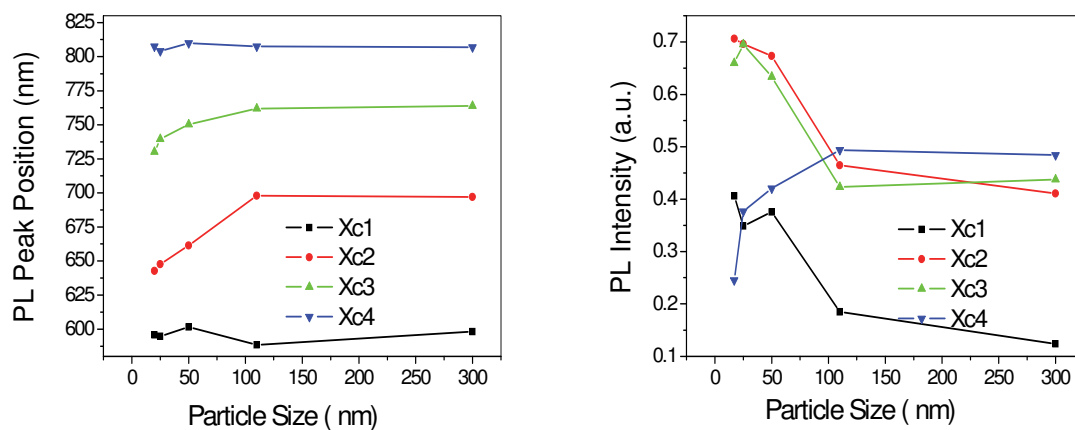 PL Peak Position (nm)
825
800
775
750
725
700
675
650
625
600
Xc1
Xc2
Xc3
Xc4
0 50 100 150 200 250 300
Particle Size ( nm)
PL Intensity (a.u.)
0.7
0.6
0.5
0.4
0.3
0.2
0.1
Xc1
Xc2
Xc3
Xc4
0 50 100 150 200 250 300
Particle Size ( nm)